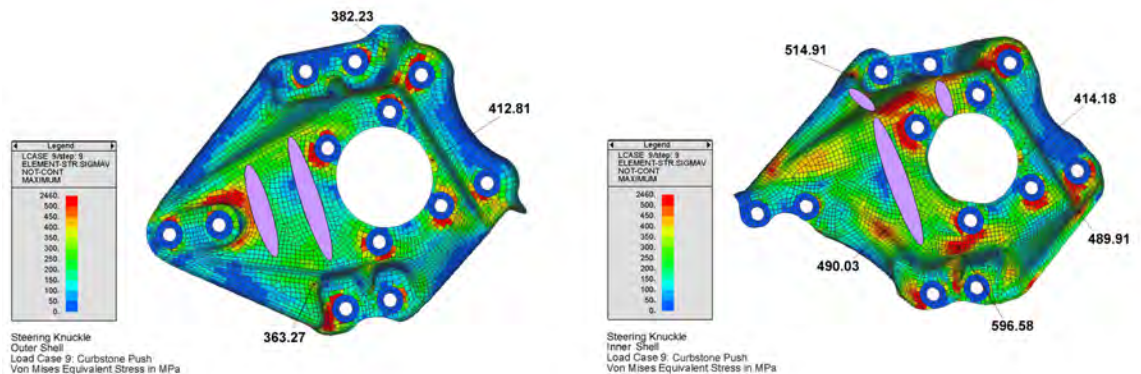 382.23
412.81
Legend
LCASE 9/step: 9
ELEMENT-STR.SIGMAV
NOT-CONT
MAXIMUM
2460.
500.
450.
400.
350.
300.
250.
200.
150.
100.
50.
0.
363.27
Steering Knuckle
Outer Shell
Load Case 9: Curbstone Push
Von Mises Equivalent Stress in MPa
514.91
414.18
Legend
LCASE 9/step: 9
ELEMENT-STR.SIGMAV
NOT-CONT
MAXIMUM
2460.
500.
450.
400.
350.
300.
250.
200.
150.
100.
50.
0.
489.91
490.03
596.58
Steering Knuckle
Inner Shell
Load Case 9: Curbstone Push
Von Mises Equivalent Stress in MPa